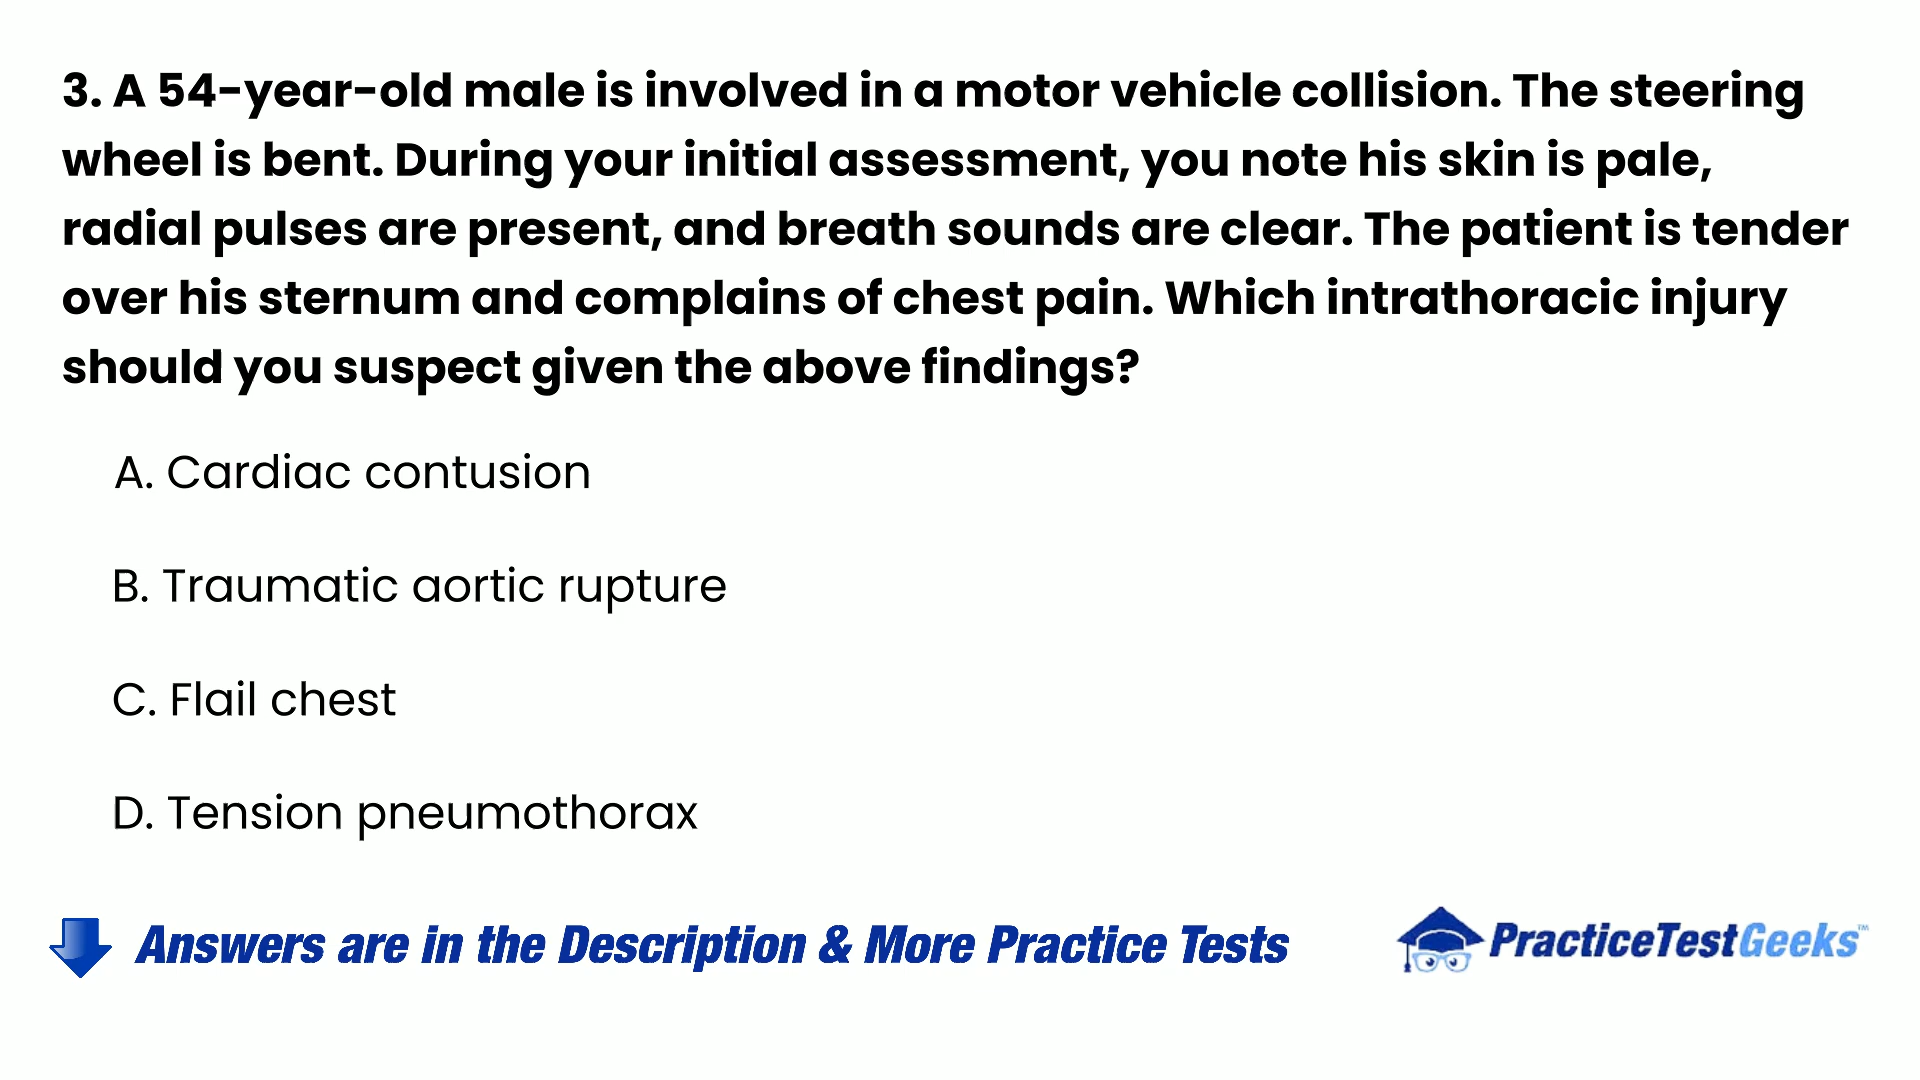 3. A 54-year-old male is involved in a motor vehicle collision. The steering
wheel is bent. During your initial assessment, you note his skin is pale,
radial pulses are present, and breath sounds are clear. The patient is tender
over his sternum and complains of chest pain. Which intrathoracic injury
should you suspect given the above findings?
A. Cardiac contusion
B. Traumatic aortic rupture
C. Flail chest
D. Tension pneumothorax
Answers are in the Description & More Practice Tests
PracticeTestGeeks™